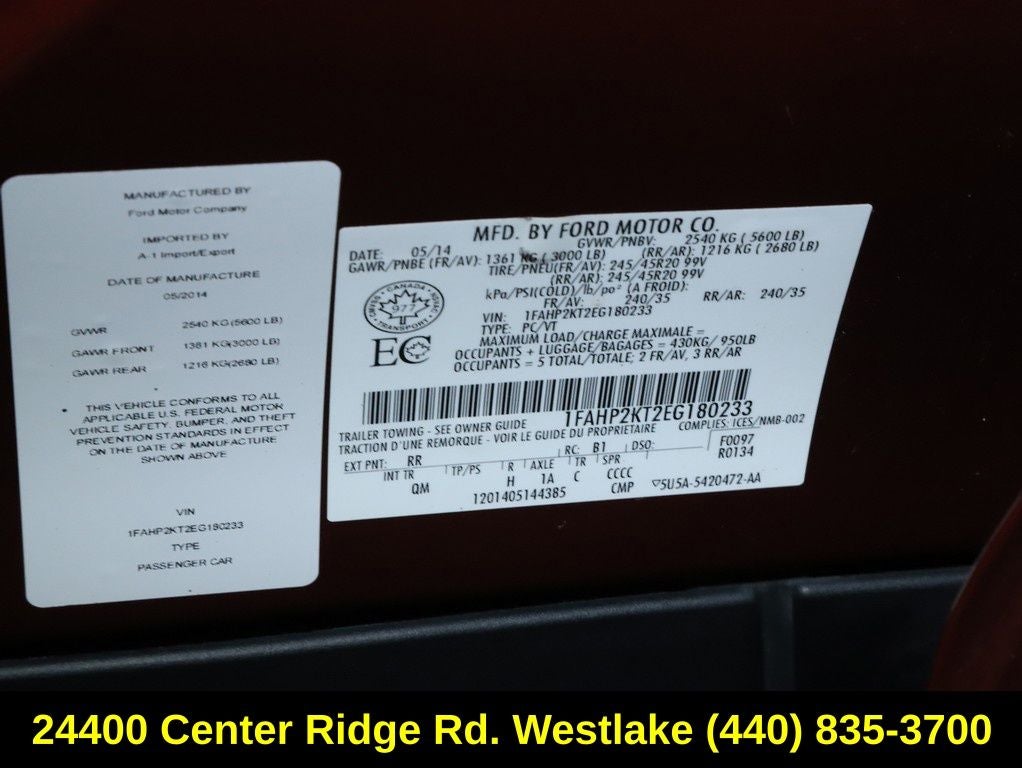 MANUFACTURED BY
Ford Motor Company
IMPORTED BY
A-1 Import/Export
DATE OF MANUFACTURE
05/2014
GVWR 2540 KG(5600 LB)
GAWR FRONT 1361 KG(3000 LB)
GAWR REAR 1216 KG(2680 LB)
• THIS VEHICLE CONFORMS TO ALL
APPLICABLE U.S. FEDERAL MOTOR
VEHICLE SAFETY, BUMPER, AND THEFT
PREVENTION STANDARDS IN EFFECT
ON THE DATE OF MANUFACTURE
SHOWN ABOVE
VIN
1FAHP2KT2EG180233
TYPE
PASSENGER CAR
MFD. BY FORD MOTOR CO.
DATE: 05/14 GVWR/PNBV: 2540 KG ( 5600 LB)
GAWR/PNBE (FR/AV): 1361 KG ( 3000 LB) (RR/AR): 1216 KG ( 2680 LB)
TIRE/PNEU(FR/AV): 245/45R20 99V
(RR/AR): 245/45R20 99V
kPa/PSI(COLD)/lb/po² (A FROID):
FR/AV: 240/35 RR/AR: 240/35
VIN: 1FAHP2KT2EG180233
TYPE: PC/VT
MAXIMUM LOAD/CHARGE MAXIMALE =
OCCUPANTS + LUGGAGE/BAGAGES = 430KG/ 950LB
OCCUPANTS = 5 TOTAL/TOTALE; 2 FR/AV, 3 RR/AR
CANADA
977
TRANSPORT
EC
1FAHP2KT2EG180233
TRAILER TOWING - SEE OWNER GUIDE COMPLIES: ICES/NMB-002
TRACTION D'UNE REMORQUE - VOIR LE GUIDE DU PROPRIETAIRE
EXT PNT: RR RC: B1 DSO: F0097
INT TR TP/PS R AXLE TR SPR R0134
QM H 1A C CCCC
1201405144385 CMP ▽5U5A-5420472-AA
24400 Center Ridge Rd. Westlake (440) 835-3700